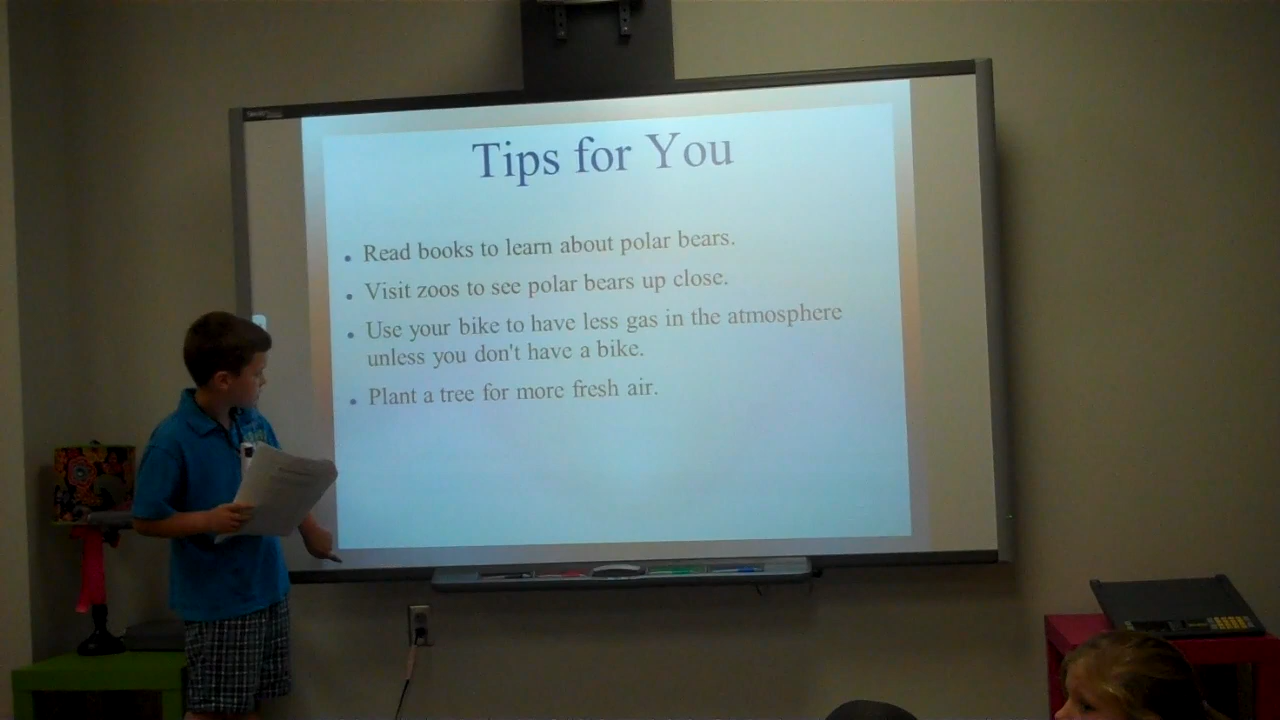 Tips for You
• Read books to learn about polar bears.
• Visit zoos to see polar bears up close.
• Use your bike to have less gas in the atmosphere
unless you don't have a bike.
• Plant a tree for more fresh air.